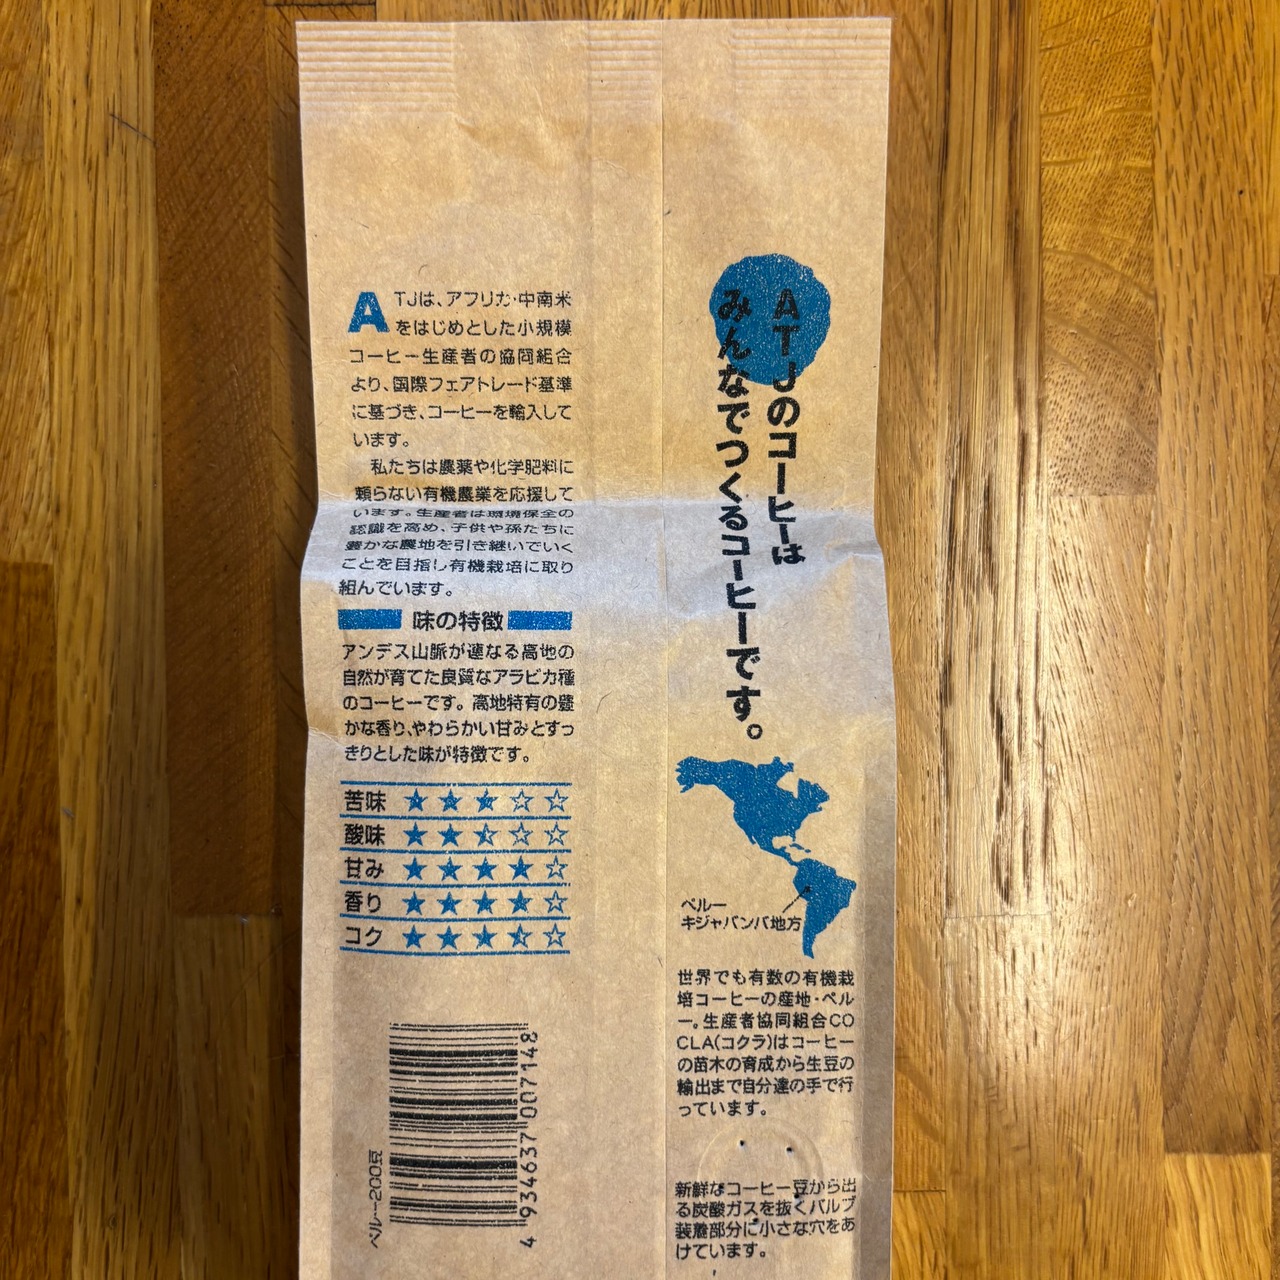 ATJのコーヒーは
みんなでつくるコーヒーです。
ATJは、アフリカ・中南米
をはじめとした小規模
コーヒー生産者の協同組合
より、国際フェアトレード基準
に基づき、コーヒーを輸入して
います。
私たちは農薬や化学肥料に
頼らない有機農業を応援して
います。生産者は環境保全の
認識を高め、子供や孫たちに
豊かな農地を引き継いでいく
ことを目指し有機栽培に取り
組んでいます。
味の特徴
アンデス山脈が連なる高地の
自然が育てた良質なアラビカ種
のコーヒーです。高地特有の豊
かな香り、やわらかい甘みとすっ
きりとした味が特徴です。
苦味 ★★★☆☆
酸味 ★★⯪☆☆
甘み ★★★★☆
香り ★★★★☆
コク ★★★⯪☆
ペルー200豆
4 934637 007148
ペルー
キジャバンバ地方
世界でも有数の有機栽
培コーヒーの産地・ペル
ー。生産者協同組合CO
CLA(コクラ)はコーヒー
の苗木の育成から生豆の
輸出まで自分達の手で行
っています。
新鮮なコーヒー豆から出
る炭酸ガスを抜くバルブ
装着部分に小さな穴をあ
けています。